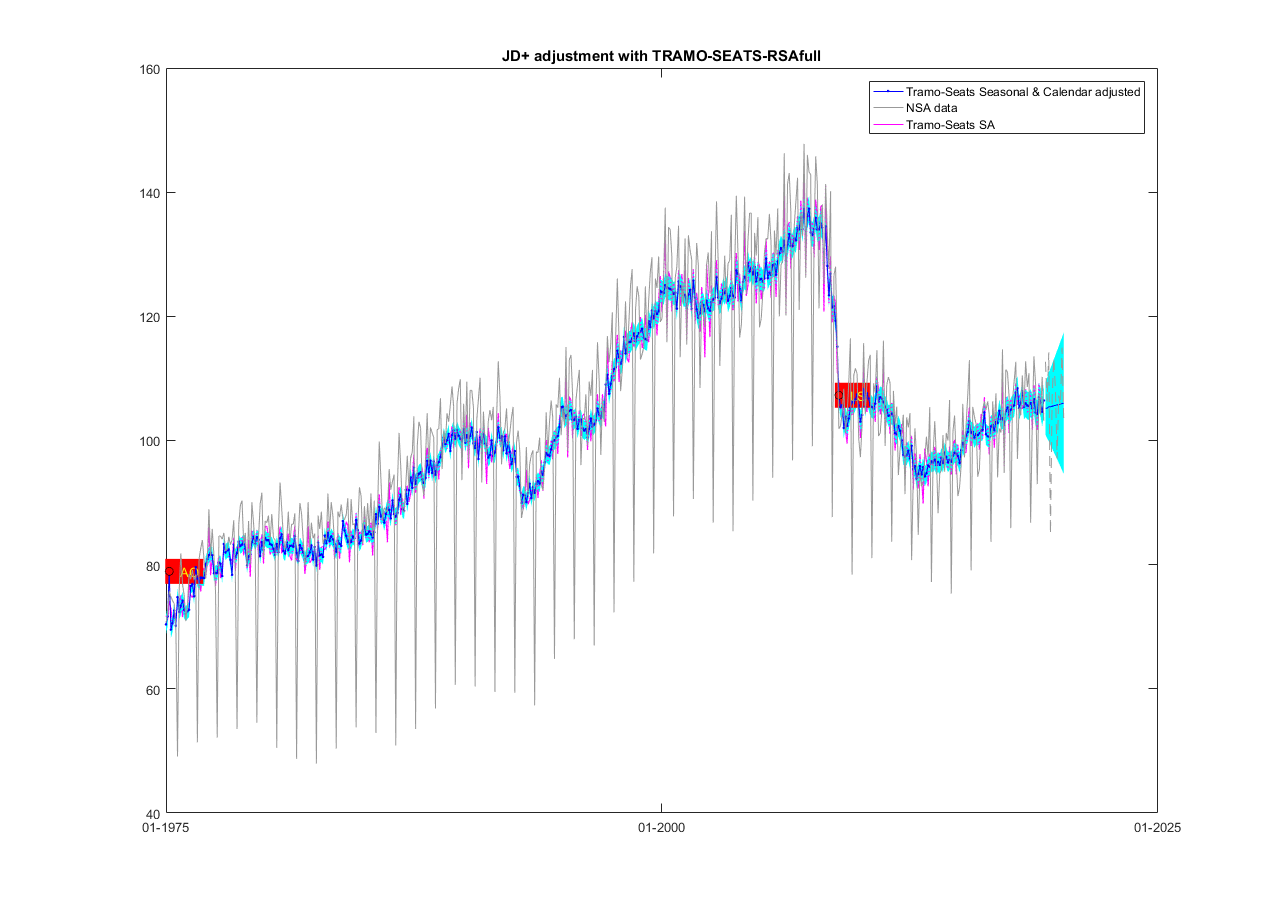 JD+ adjustment with TRAMO-SEATS-RSAfull
160
Tramo-Seats Seasonal & Calendar adjusted
NSA data
Tramo-Seats SA
140
120
LS
100
80
AO
60
40
01-1975
01-2000
01-2025